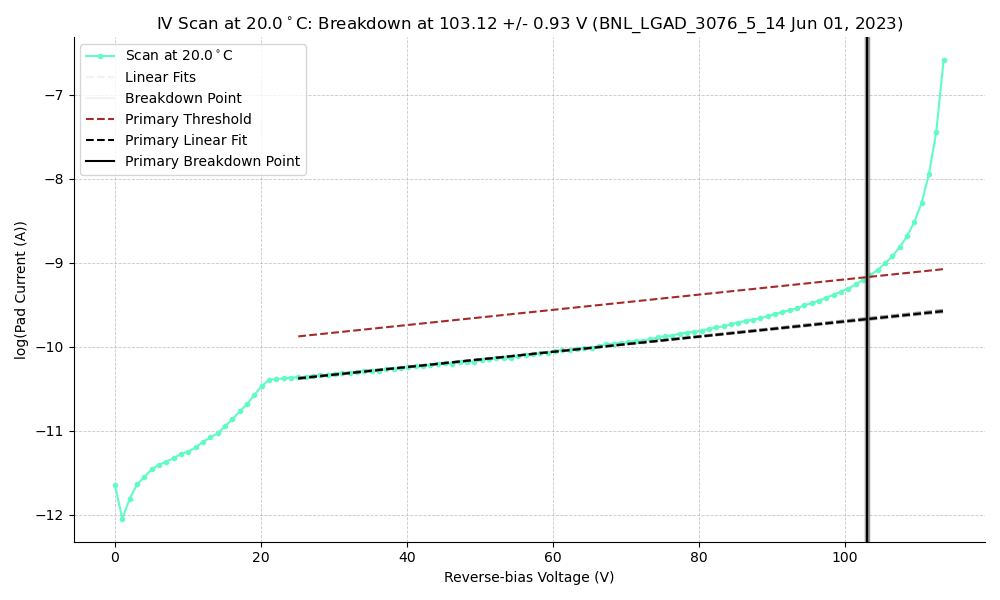 IV Scan at 20.0°C: Breakdown at 103.12 +/- 0.93 V (BNL_LGAD_3076_5_14 Jun 01, 2023)
Scan at 20.0°C
Linear Fits
Breakdown Point
Primary Threshold
Primary Linear Fit
Primary Breakdown Point
log(Pad Current (A))
−7
−8
−9
−10
−11
−12
0 20 40 60 80 100
Reverse-bias Voltage (V)